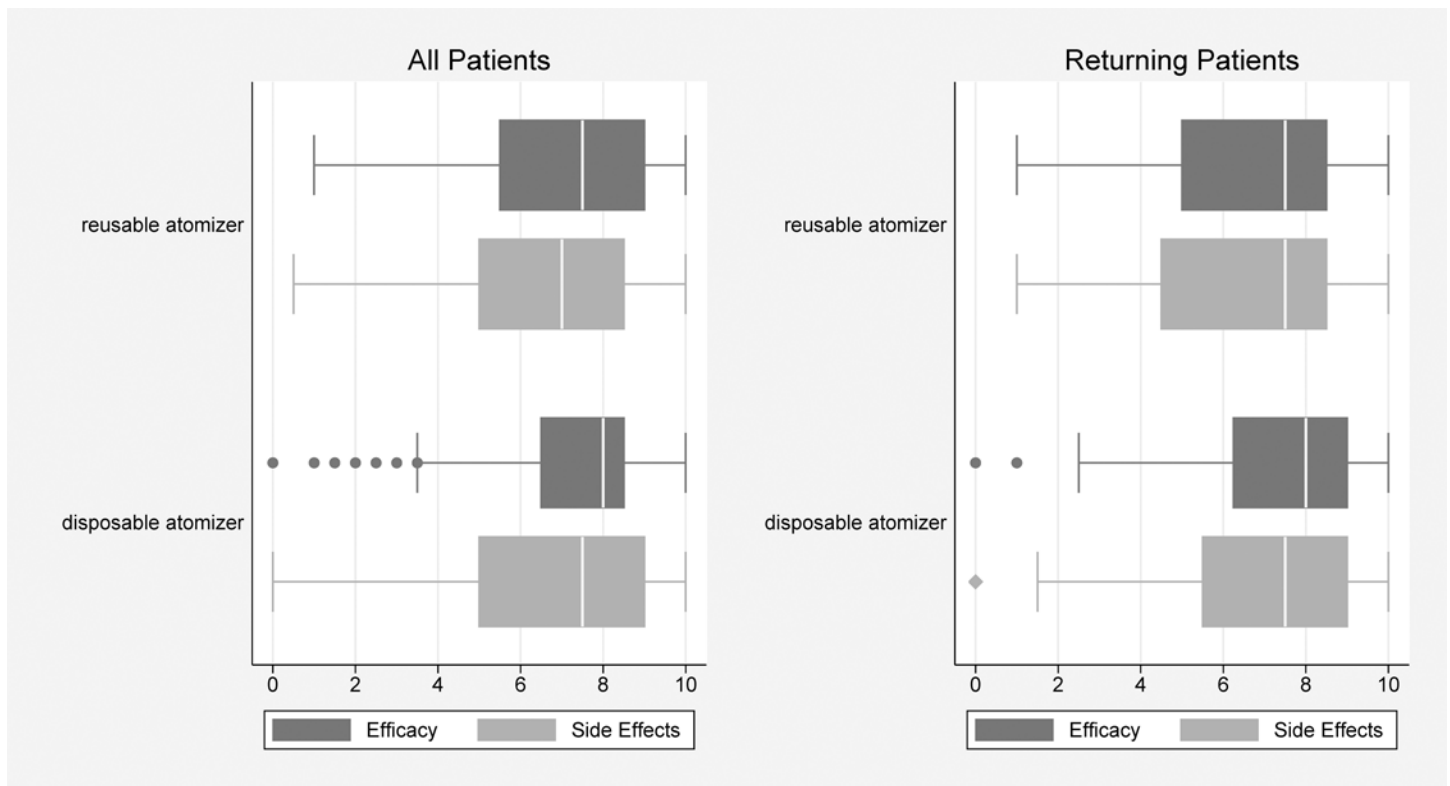 All Patients
reusable atomizer
disposable atomizer
0 2 4 6 8 10
Efficacy Side Effects
Returning Patients
reusable atomizer
disposable atomizer
0 2 4 6 8 10
Efficacy Side Effects